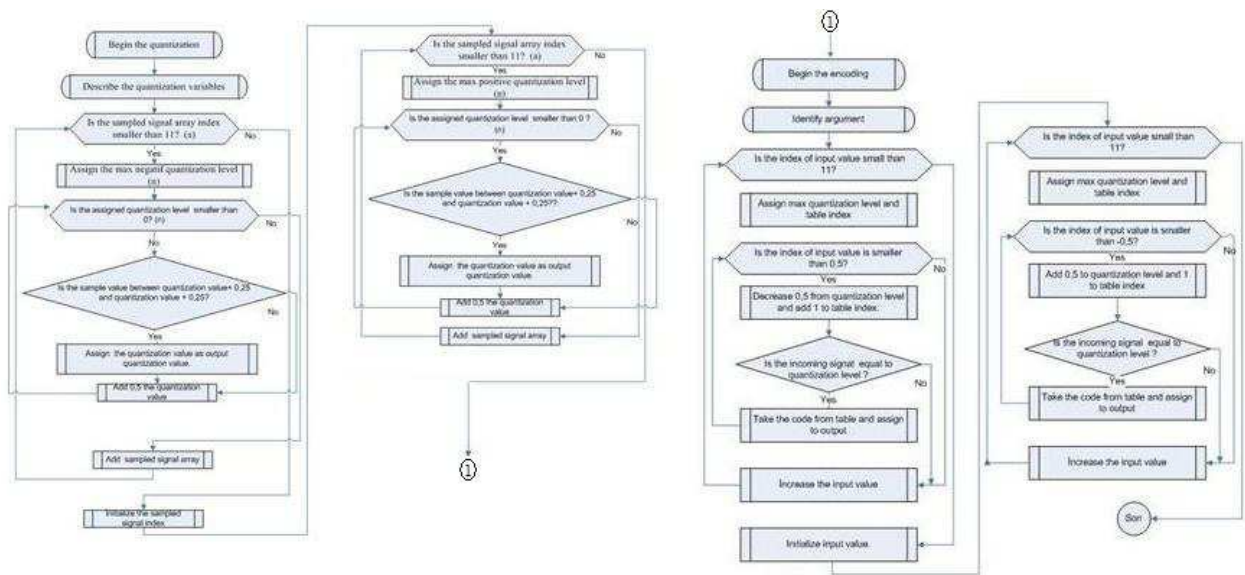 Begin the quantization
Describe the quantization variables
Is the sampled signal array index
smaller than 11? (a)
No
Yes
Assign the max negatif quantization level
(n)
Is the assigned quantization level smaller than
0? (n)
No
No
Is the sample value between quantization value+ 0,25
and quantization value + 0,25?
No
Yes
Assign the quantization value as output
quantization value.
Add 0,5 the quantization
value
Add sampled signal array
Initialize the sampled
signal index
Is the sampled signal array index
smaller than 11? (a)
No
Yes
Assign the max positive quantization level
(n)
Is the assigned quantization level smaller than 0 ?
(n)
No
Is the sample value between quantization value+ 0,25
and quantization value + 0,25??
Yes
No
Assign the quantization value as output
quantization value.
Add 0,5 the quantization
value
Add sampled signal array
1
1
Begin the encoding
Identify argument
Is the index of input value small than
11?
Assign max quantization level and
table index
Is the index of input value is smaller
than 0,5?
No
Yes
Decrease 0,5 from quantization level
and add 1 to table index.
Is the incoming signal equal to
quantization level ?
No
Yes
Take the code from table and assign
to output
Increase the input value
Initialize input value.
Is the index of input value small than
11?
Assign max quantization level and
table index
Is the index of input value is smaller
than -0,5?
No
Yes
Add 0,5 to quantization level and 1
to table index
Is the incoming signal equal to
quantization level ?
No
Yes
Take the code from table and assign
to output
Increase the input value
Son